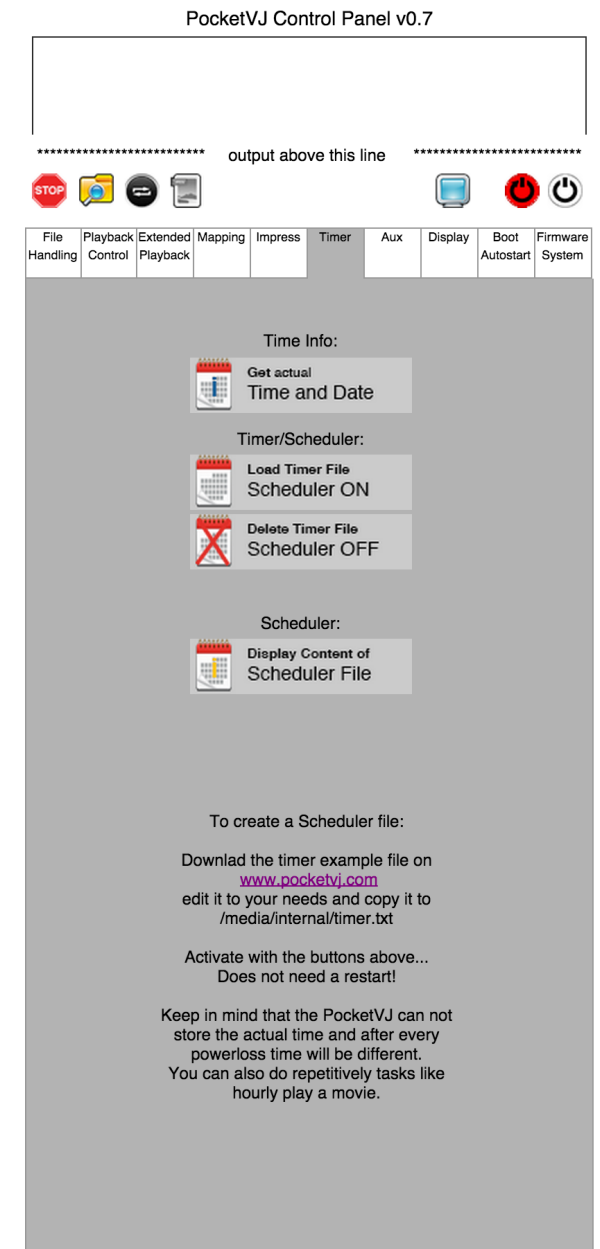 PocketVJ Control Panel v0.7
************************** output above this line **************************
STOP
File Handling
Playback Control
Extended Playback
Mapping
Impress
Timer
Aux
Display
Boot Autostart
Firmware System
Time Info:
Get actual
Time and Date
Timer/Scheduler:
Load Timer File
Scheduler ON
Delete Timer File
Scheduler OFF
Scheduler:
Display Content of
Scheduler File
To create a Scheduler file:
Downlad the timer example file on
www.pocketvj.com
edit it to your needs and copy it to
/media/internal/timer.txt
Activate with the buttons above...
Does not need a restart!
Keep in mind that the PocketVJ can not
store the actual time and after every
powerloss time will be different.
You can also do repetitively tasks like
hourly play a movie.